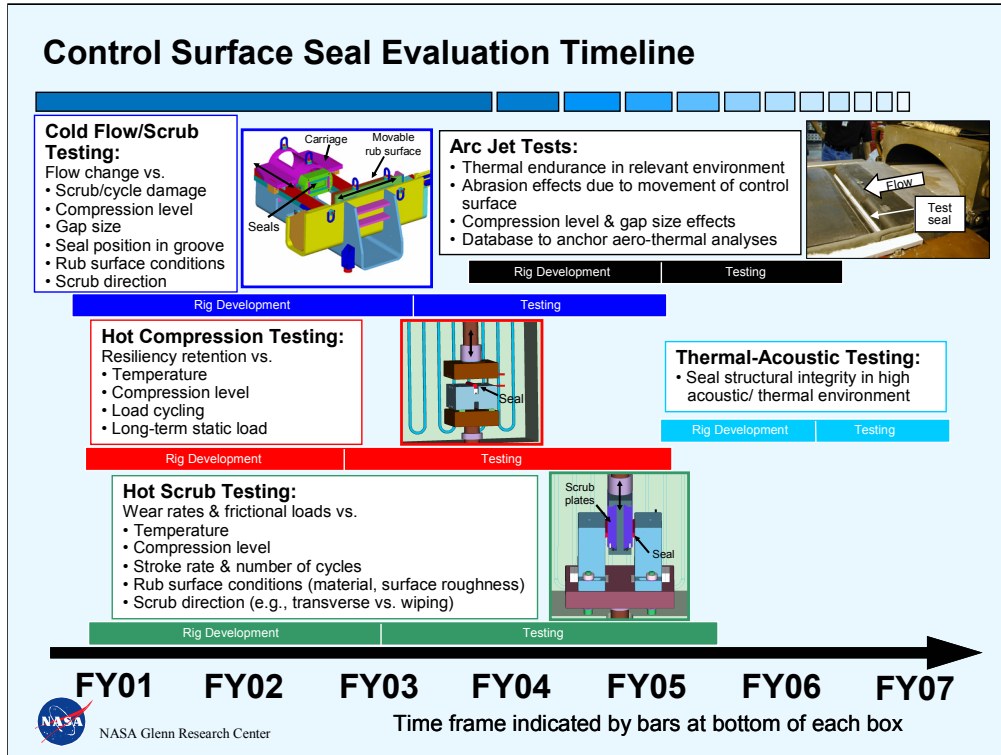 Control Surface Seal Evaluation Timeline
Cold Flow/Scrub
Testing:
Flow change vs.
• Scrub/cycle damage
• Compression level
• Gap size
• Seal position in groove
• Rub surface conditions
• Scrub direction
Carriage
Movable
rub surface
Seals
Rig Development
Testing
Arc Jet Tests:
• Thermal endurance in relevant environment
• Abrasion effects due to movement of control
surface
• Compression level & gap size effects
• Database to anchor aero-thermal analyses
Flow
Test
seal
Rig Development
Testing
Hot Compression Testing:
Resiliency retention vs.
• Temperature
• Compression level
• Load cycling
• Long-term static load
Seal
Rig Development
Testing
Thermal-Acoustic Testing:
• Seal structural integrity in high
acoustic/ thermal environment
Rig Development
Testing
Hot Scrub Testing:
Wear rates & frictional loads vs.
• Temperature
• Compression level
• Stroke rate & number of cycles
• Rub surface conditions (material, surface roughness)
• Scrub direction (e.g., transverse vs. wiping)
Scrub
plates
Seal
Rig Development
Testing
FY01 FY02 FY03 FY04 FY05 FY06 FY07
NASA
NASA Glenn Research Center
Time frame indicated by bars at bottom of each box